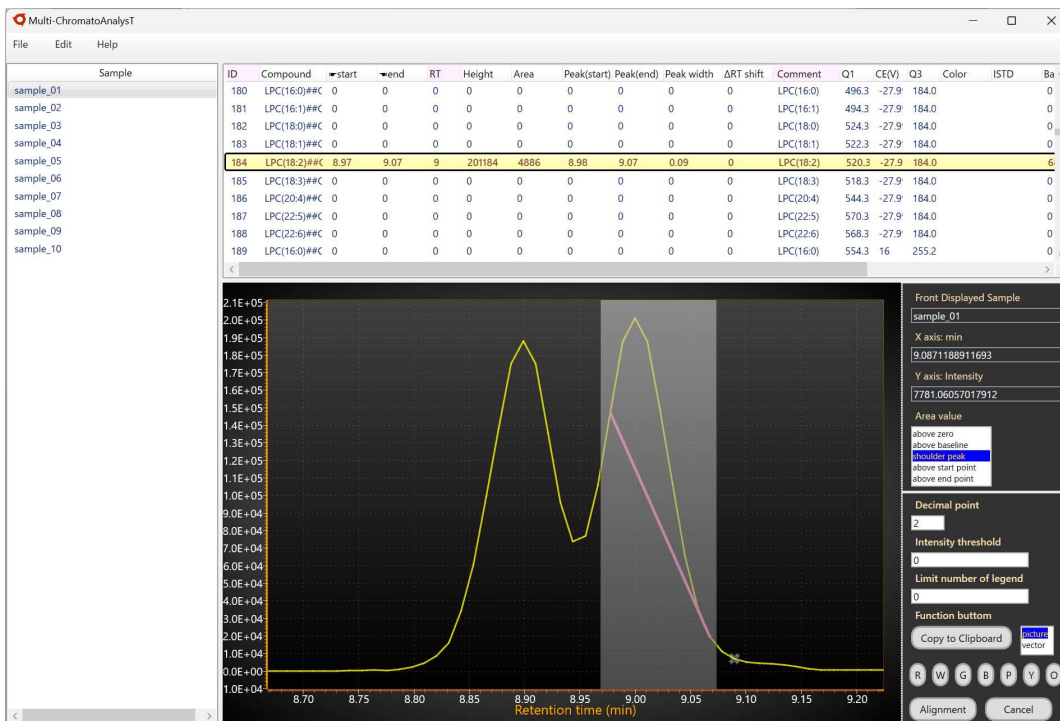 Multi-ChromatoAnalysT
File Edit Help
Sample
sample_01
sample_02
sample_03
sample_04
sample_05
sample_06
sample_07
sample_08
sample_09
sample_10
ID Compound start end RT Height Area Peak(start) Peak(end) Peak width ΔRT shift Comment Q1 CE(V) Q3 Color ISTD Ba
180 LPC(16:0)##C 0 0 0 0 0 0 0 0 0 LPC(16:0) 496.3 -27.9 184.0 0
181 LPC(16:1)##C 0 0 0 0 0 0 0 0 0 LPC(16:1) 494.3 -27.9 184.0 0
182 LPC(18:0)##C 0 0 0 0 0 0 0 0 0 LPC(18:0) 524.3 -27.9 184.0 0
183 LPC(18:1)##C 0 0 0 0 0 0 0 0 0 LPC(18:1) 522.3 -27.9 184.0 0
184 LPC(18:2)##C 8.97 9.07 9 201184 4886 8.98 9.07 0.09 0 LPC(18:2) 520.3 -27.9 184.0
185 LPC(18:3)##C 0 0 0 0 0 0 0 0 0 LPC(18:3) 518.3 -27.9 184.0 0
186 LPC(20:4)##C 0 0 0 0 0 0 0 0 0 LPC(20:4) 544.3 -27.9 184.0 0
187 LPC(22:5)##C 0 0 0 0 0 0 0 0 0 LPC(22:5) 570.3 -27.9 184.0 0
188 LPC(22:6)##C 0 0 0 0 0 0 0 0 0 LPC(22:6) 568.3 -27.9 184.0 0
189 LPC(16:0)##C 0 0 0 0 0 0 0 0 0 LPC(16:0) 554.3 16 255.2 0
2.1E+05
2.0E+05
1.9E+05
1.7E+05
1.6E+05
1.5E+05
1.4E+05
1.3E+05
1.2E+05
1.1E+05
9.0E+04
8.0E+04
7.0E+04
6.0E+04
5.0E+04
4.0E+04
3.0E+04
2.0E+04
1.0E+04
0.0E+00
1.0E+04
8.70 8.75 8.80 8.85 8.90 8.95 9.00 9.05 9.10 9.15 9.20
Retention time (min)
Front Displayed Sample
sample_01
X axis: min
9.0871188911693
Y axis: Intensity
7781.06057017912
Area value
above zero
above baseline
shoulder peak
above start point
above end point
Decimal point
2
Intensity threshold
0
Limit number of legend
0
Function buttom
Copy to Clipboard
picture
vector
R W G B P Y O
Alignment Cancel